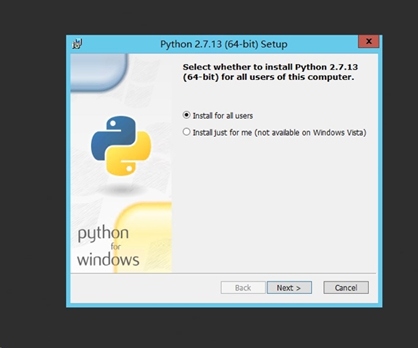 Python 2.7.13 (64-bit) Setup
x
Select whether to install Python 2.7.13
(64-bit) for all users of this computer.
Install for all users
Install just for me (not available on Windows Vista)
python
for
windows
Back
Next >
Cancel